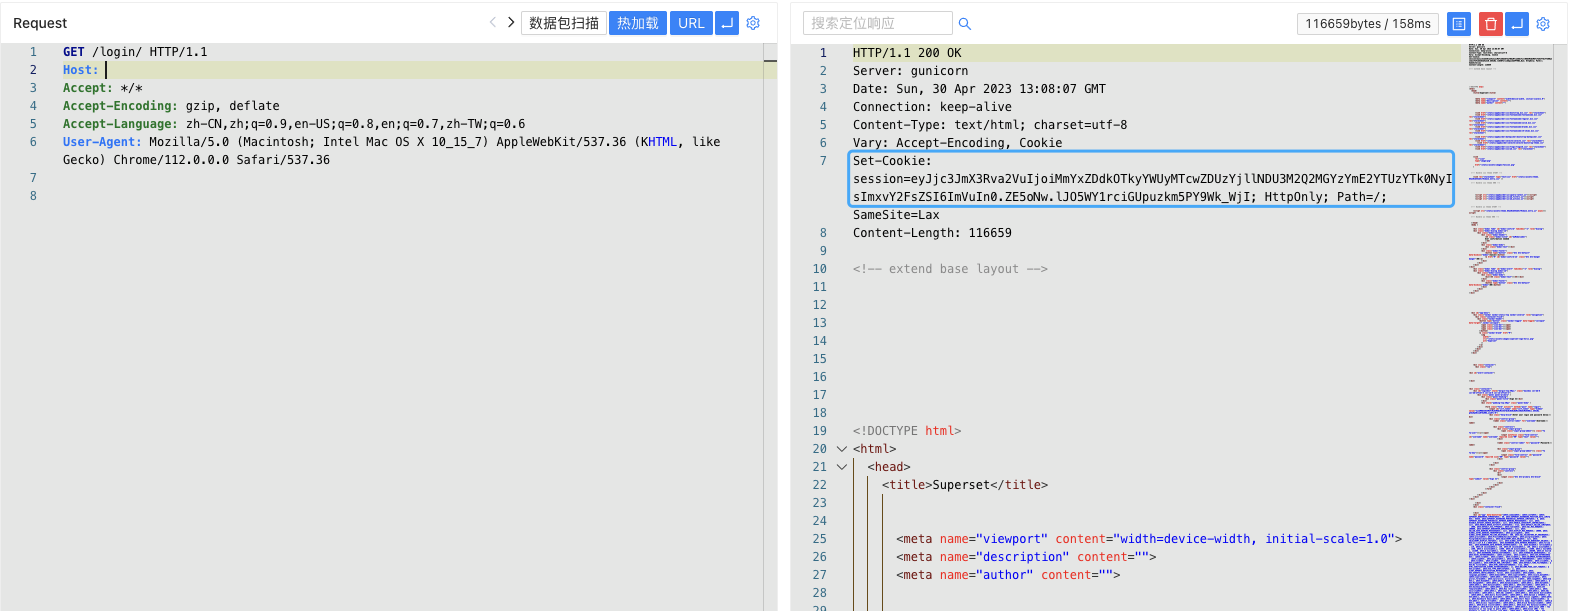 Request
数据包扫描
热加载
URL
1 GET /login/ HTTP/1.1
2 Host:
3 Accept: */*
4 Accept-Encoding: gzip, deflate
5 Accept-Language: zh-CN,zh;q=0.9,en-US;q=0.8,en;q=0.7,zh-TW;q=0.6
6 User-Agent: Mozilla/5.0 (Macintosh; Intel Mac OS X 10_15_7) AppleWebKit/537.36 (KHTML, like
Gecko) Chrome/112.0.0.0 Safari/537.36
7
8
搜索定位响应
116659bytes / 158ms
1 HTTP/1.1 200 OK
2 Server: gunicorn
3 Date: Sun, 30 Apr 2023 13:08:07 GMT
4 Connection: keep-alive
5 Content-Type: text/html; charset=utf-8
6 Vary: Accept-Encoding, Cookie
7 Set-Cookie:
session=eyJjc3JmX3Rva2VuIjoiMmYxZDdkOTkyYWUyMTcwZDUzYjllNDU3M2Q2MGYzYmE2YTUzYTk0NyI
sImxvY2FsZSI6ImVuIn0.ZE5oNw.lJO5WY1rciGUpuzkm5PY9Wk_WjI; HttpOnly; Path=/;
SameSite=Lax
8 Content-Length: 116659
9
10 <!-- extend base layout -->
11
12
13
14
15
16
17
18
19 <!DOCTYPE html>
20 <html>
21 <head>
22 <title>Superset</title>
23
24
25 <meta name="viewport" content="width=device-width, initial-scale=1.0">
26 <meta name="description" content="">
27 <meta name="author" content="">
28
29